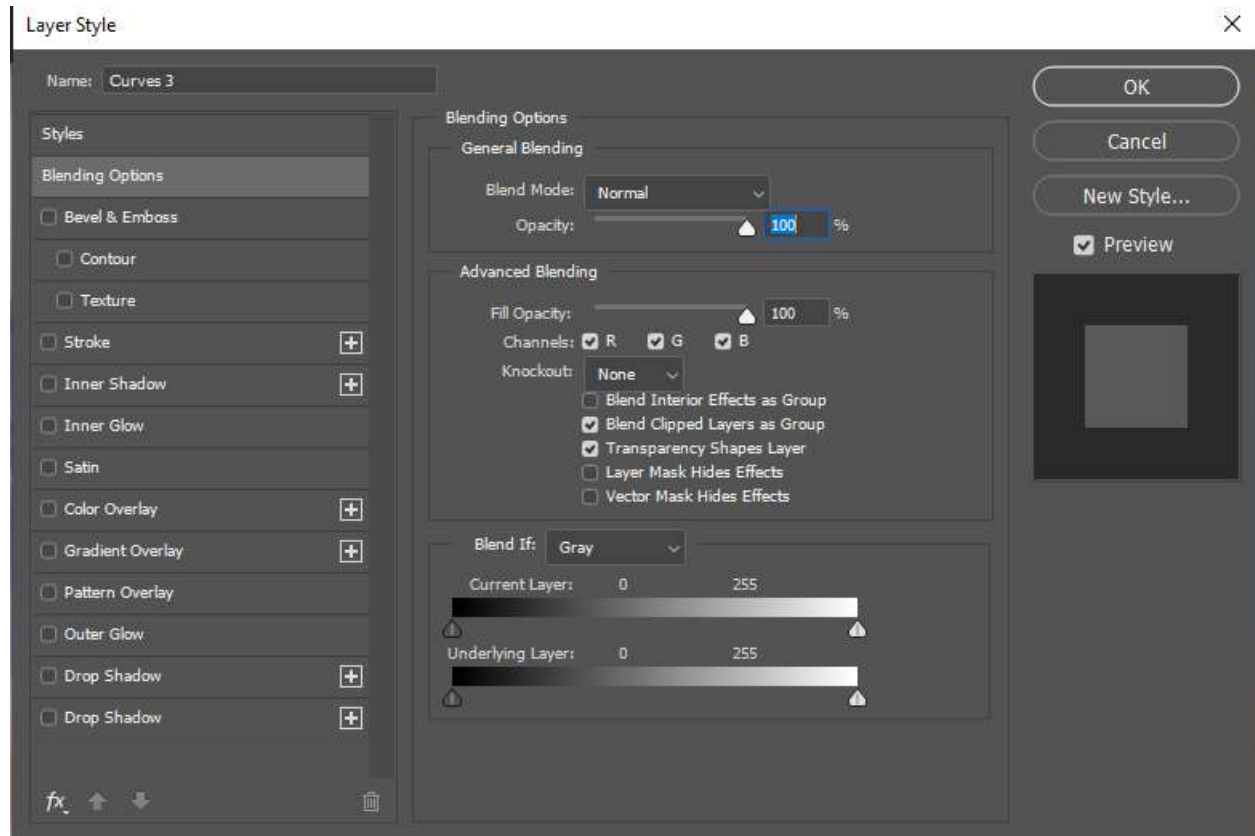 Layer Style
Name: Curves 3
Styles
Blending Options
Bevel & Emboss
Contour
Texture
Stroke
Inner Shadow
Inner Glow
Satin
Color Overlay
Gradient Overlay
Pattern Overlay
Outer Glow
Drop Shadow
Drop Shadow
fx
Blending Options
General Blending
Blend Mode: Normal
Opacity: 100 %
Advanced Blending
Fill Opacity: 100 %
Channels: R G B
Knockout: None
Blend Interior Effects as Group
Blend Clipped Layers as Group
Transparency Shapes Layer
Layer Mask Hides Effects
Vector Mask Hides Effects
Blend If: Gray
Current Layer: 0 255
Underlying Layer: 0 255
OK
Cancel
New Style...
Preview